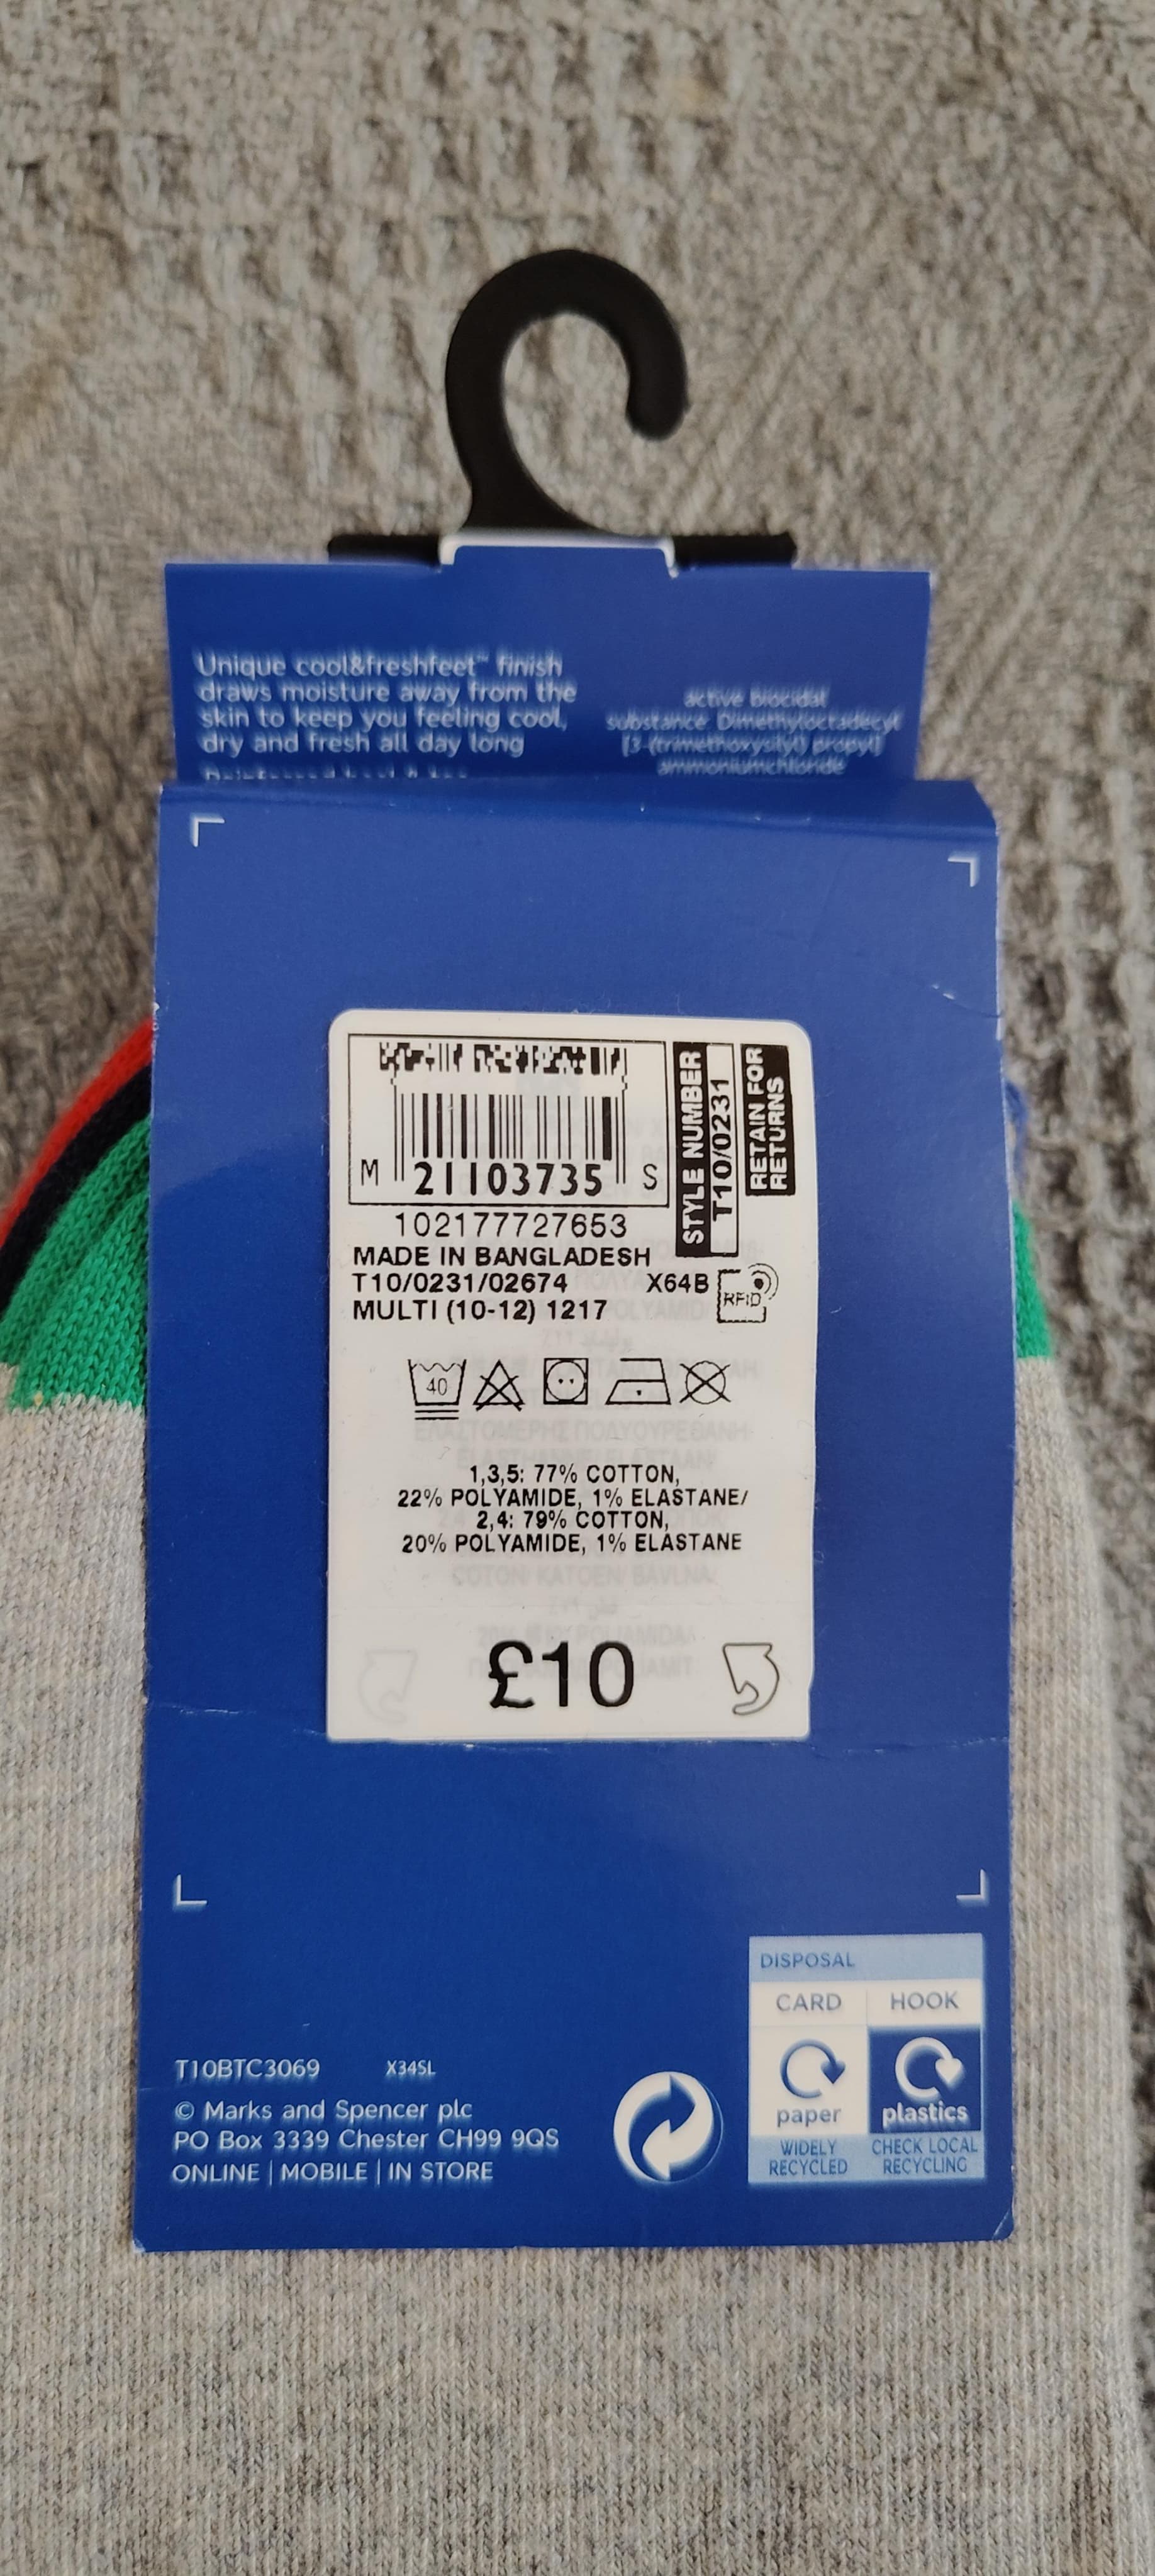 Unique cool&freshfeet™ finish
draws moisture away from the
skin to keep you feeling cool,
dry and fresh all day long
active biocidal
substance: Dimethyloctadecyl
[3-(trimethoxysilyl) propyl]
ammoniumchloride
M 21103735 S
STYLE NUMBER
T10/0231
RETAIN FOR
RETURNS
102177727653
MADE IN BANGLADESH
T10/0231/02674 X64B
RFID
MULTI (10-12) 1217
40
1,3,5: 77% COTTON,
22% POLYAMIDE, 1% ELASTANE/
2,4: 79% COTTON,
20% POLYAMIDE, 1% ELASTANE
£10
DISPOSAL
CARD HOOK
paper plastics
WIDELY
RECYCLED
CHECK LOCAL
RECYCLING
T10BTC3069 X34SL
© Marks and Spencer plc
PO Box 3339 Chester CH99 9QS
ONLINE | MOBILE | IN STORE